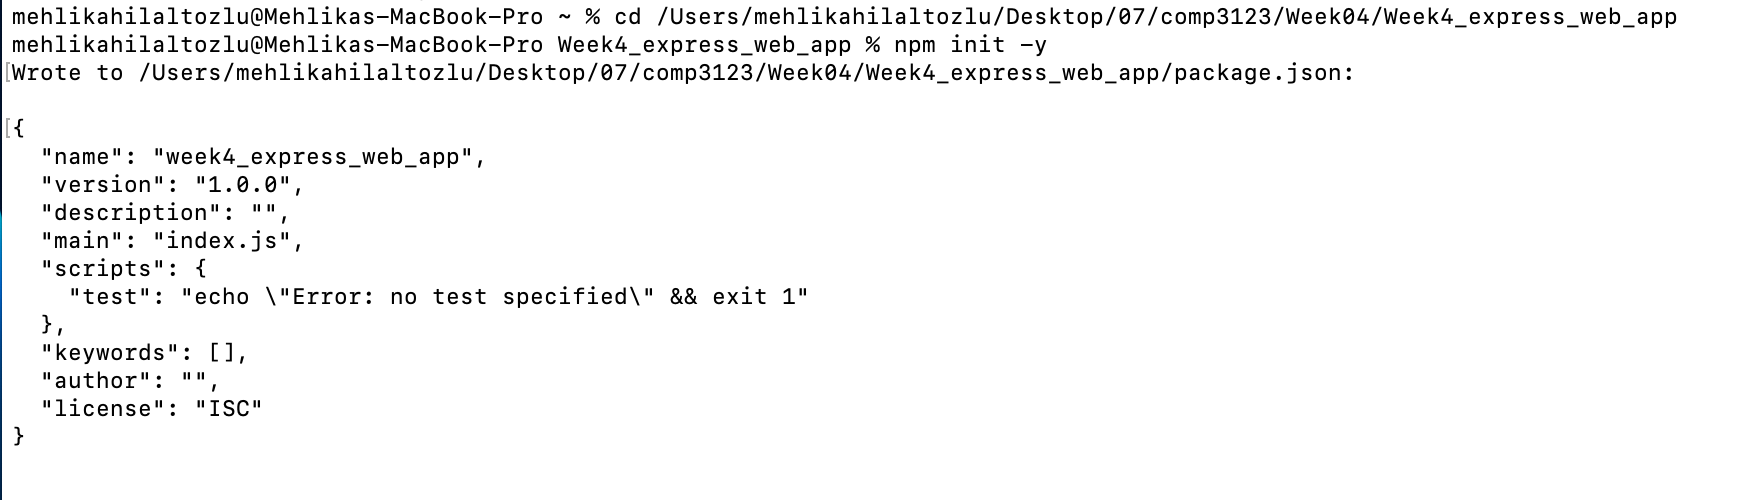 mehlikahilaltozlu@Mehlikas-MacBook-Pro ~ % cd /Users/mehlikahilaltozlu/Desktop/07/comp3123/Week04/Week4_express_web_app
mehlikahilaltozlu@Mehlikas-MacBook-Pro Week4_express_web_app % npm init -y
[Wrote to /Users/mehlikahilaltozlu/Desktop/07/comp3123/Week04/Week4_express_web_app/package.json:
[{
  "name": "week4_express_web_app",
  "version": "1.0.0",
  "description": "",
  "main": "index.js",
  "scripts": {
    "test": "echo \"Error: no test specified\" && exit 1"
  },
  "keywords": [],
  "author": "",
  "license": "ISC"
}